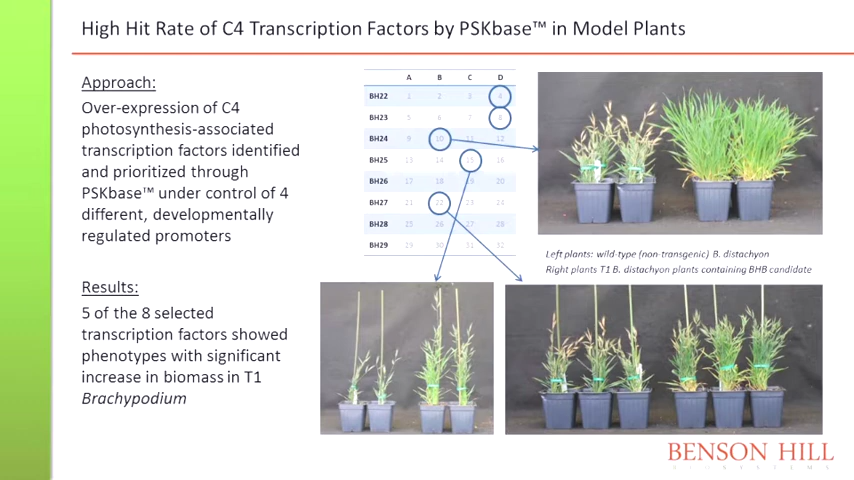 High Hit Rate of C4 Transcription Factors by PSKbase™ in Model Plants
Approach:
Over-expression of C4
photosynthesis-associated
transcription factors identified
and prioritized through
PSKbase™ under control of 4
different, developmentally
regulated promoters
Results:
5 of the 8 selected
transcription factors showed
phenotypes with significant
increase in biomass in T1
Brachypodium
A B C D
BH22 1 2 3 4
BH23 5 6 7 8
BH24 9 10 11 12
BH25 13 14 15 16
BH26 17 18 19 20
BH27 21 22 23 24
BH28 25 26 27 28
BH29 29 30 31 32
Left plants: wild-type (non-transgenic) B. distachyon
Right plants T1 B. distachyon plants containing BHB candidate
BENSON HILL